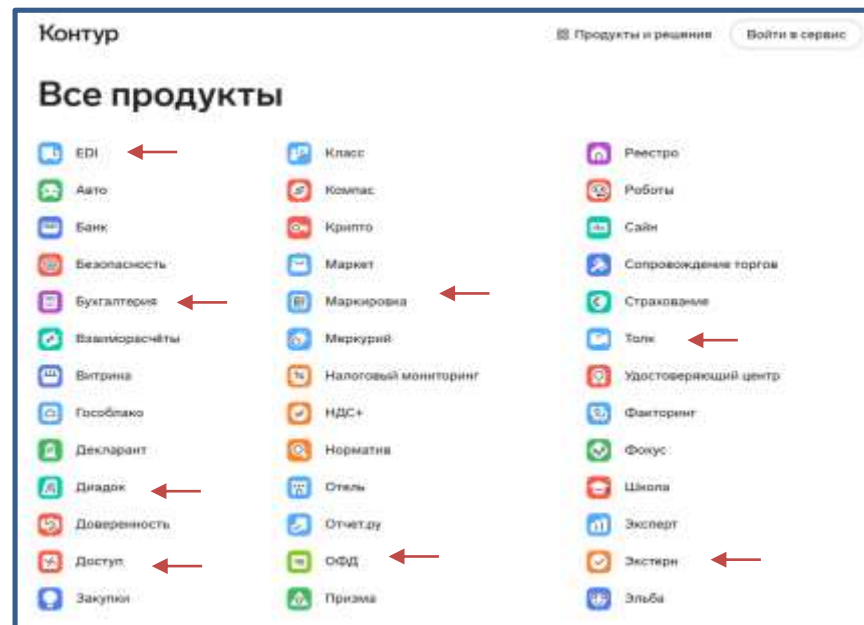 Контур
Продукты и решения
Войти в сервис
Все продукты
EDI
Авто
Банк
Безопасность
Бухгалтерия
Взаиморасчёты
Витрина
Гособлако
Декларант
Диадок
Доверенность
Доступ
Закупки
Класс
Компас
Крипто
Маркет
Маркировка
Меркурий
Налоговый мониторинг
НДС+
Норматив
Отель
Отчет.ру
ОФД
Призма
Реестро
Роботы
Сайн
Сопровождение торгов
Страхование
Толк
Удостоверяющий центр
Факторинг
Фокус
Школа
Эксперт
Экстерн
Эльба